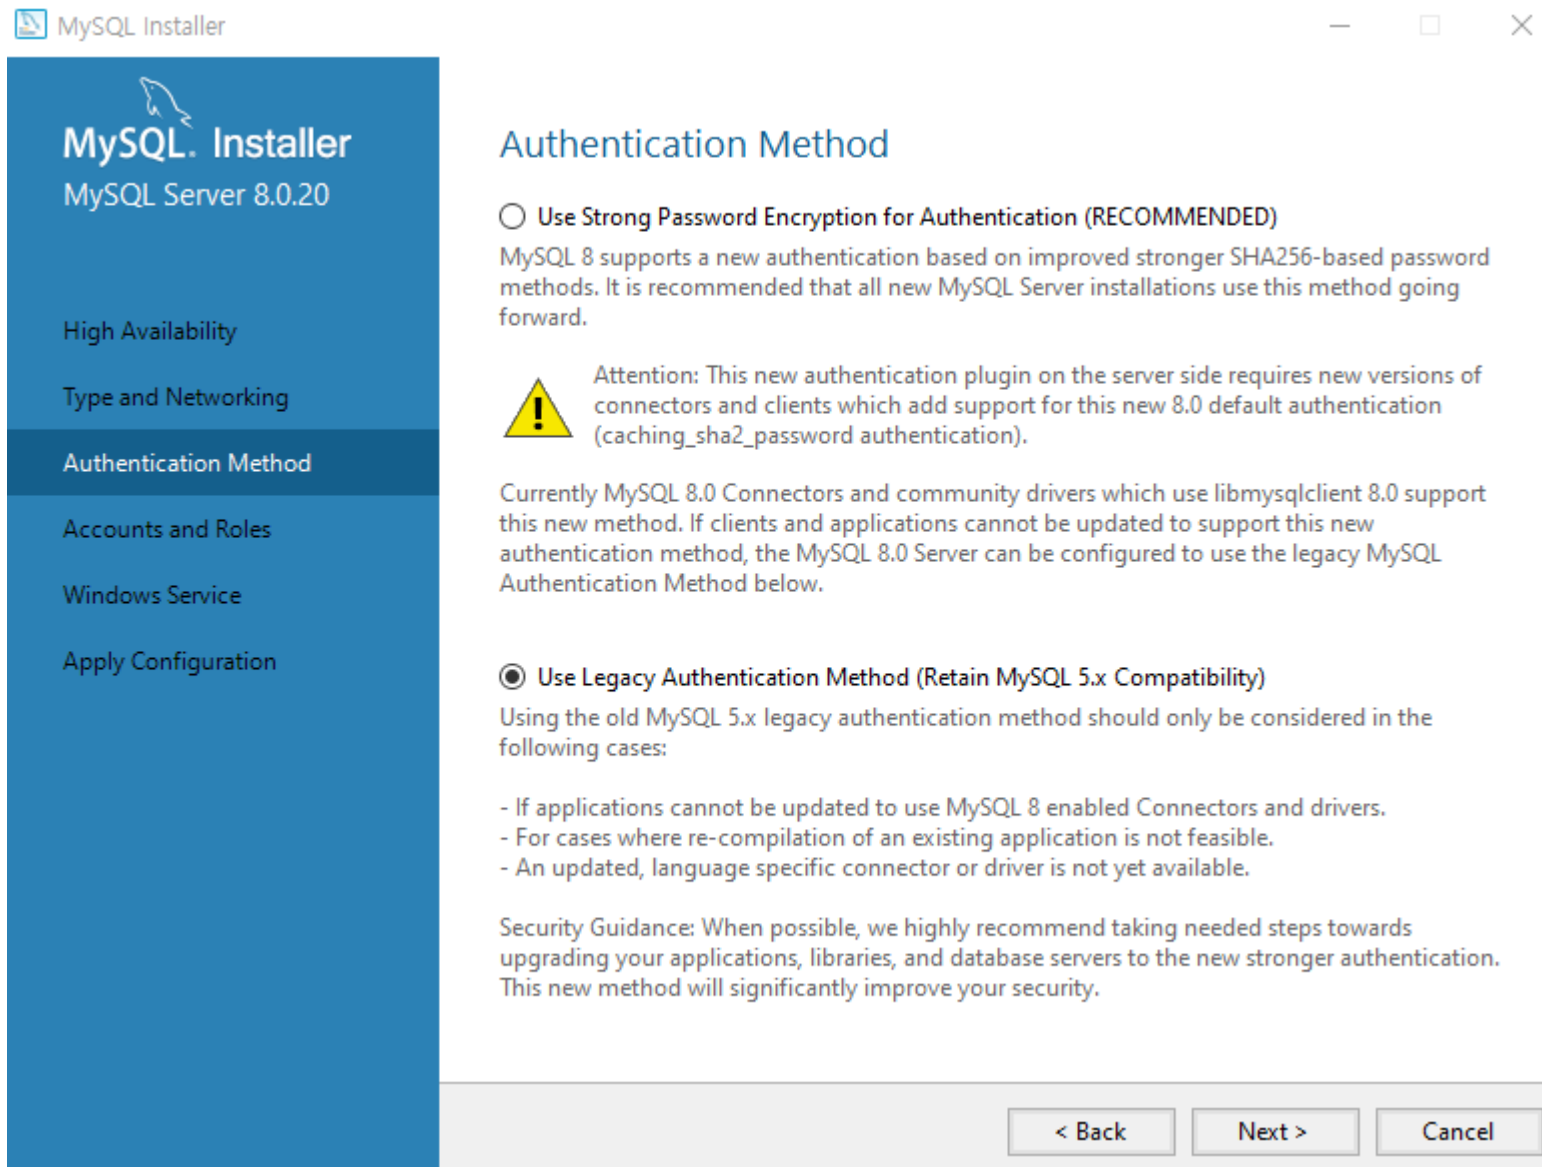 MySQL Installer
MySQL. Installer
MySQL Server 8.0.20
High Availability
Type and Networking
Authentication Method
Accounts and Roles
Windows Service
Apply Configuration
Authentication Method
Use Strong Password Encryption for Authentication (RECOMMENDED)
MySQL 8 supports a new authentication based on improved stronger SHA256-based password
methods. It is recommended that all new MySQL Server installations use this method going
forward.
Attention: This new authentication plugin on the server side requires new versions of
connectors and clients which add support for this new 8.0 default authentication
(caching_sha2_password authentication).
Currently MySQL 8.0 Connectors and community drivers which use libmysqlclient 8.0 support
this new method. If clients and applications cannot be updated to support this new
authentication method, the MySQL 8.0 Server can be configured to use the legacy MySQL
Authentication Method below.
Use Legacy Authentication Method (Retain MySQL 5.x Compatibility)
Using the old MySQL 5.x legacy authentication method should only be considered in the
following cases:
- If applications cannot be updated to use MySQL 8 enabled Connectors and drivers.
- For cases where re-compilation of an existing application is not feasible.
- An updated, language specific connector or driver is not yet available.
Security Guidance: When possible, we highly recommend taking needed steps towards
upgrading your applications, libraries, and database servers to the new stronger authentication.
This new method will significantly improve your security.
< Back
Next >
Cancel